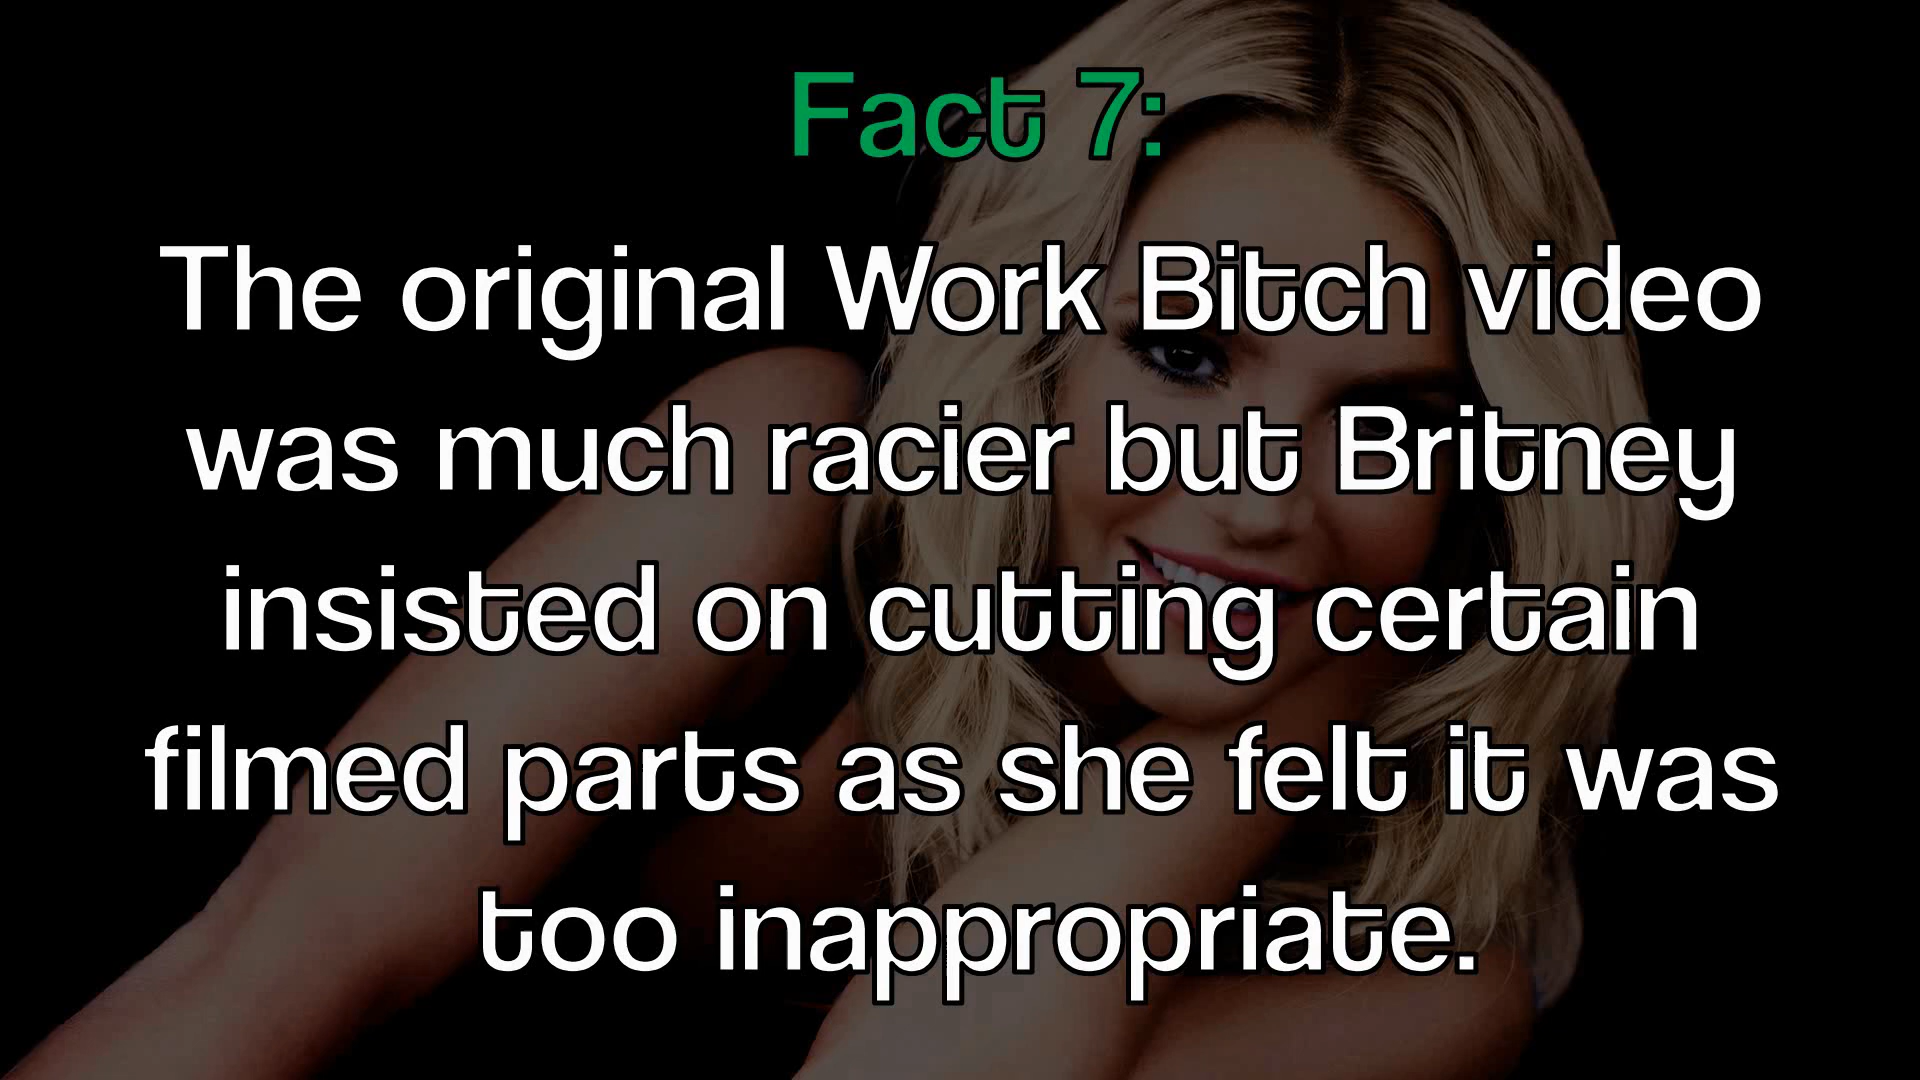 Fact 7:
The original Work Bitch video
was much racier but Britney
insisted on cutting certain
filmed parts as she felt it was
too inappropriate.